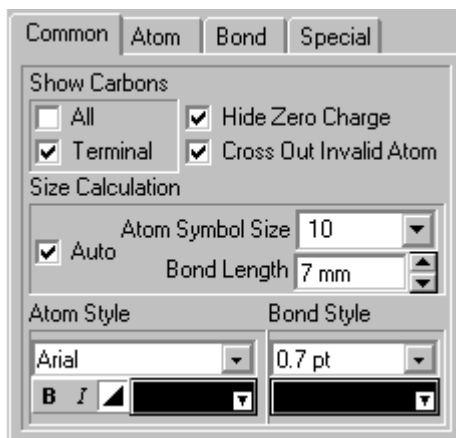 Common Atom Bond Special
Show Carbons
All Hide Zero Charge
Terminal Cross Out Invalid Atom
Size Calculation
Atom Symbol Size 10
Auto
Bond Length 7 mm
Atom Style Bond Style
Arial 0.7 pt
B I